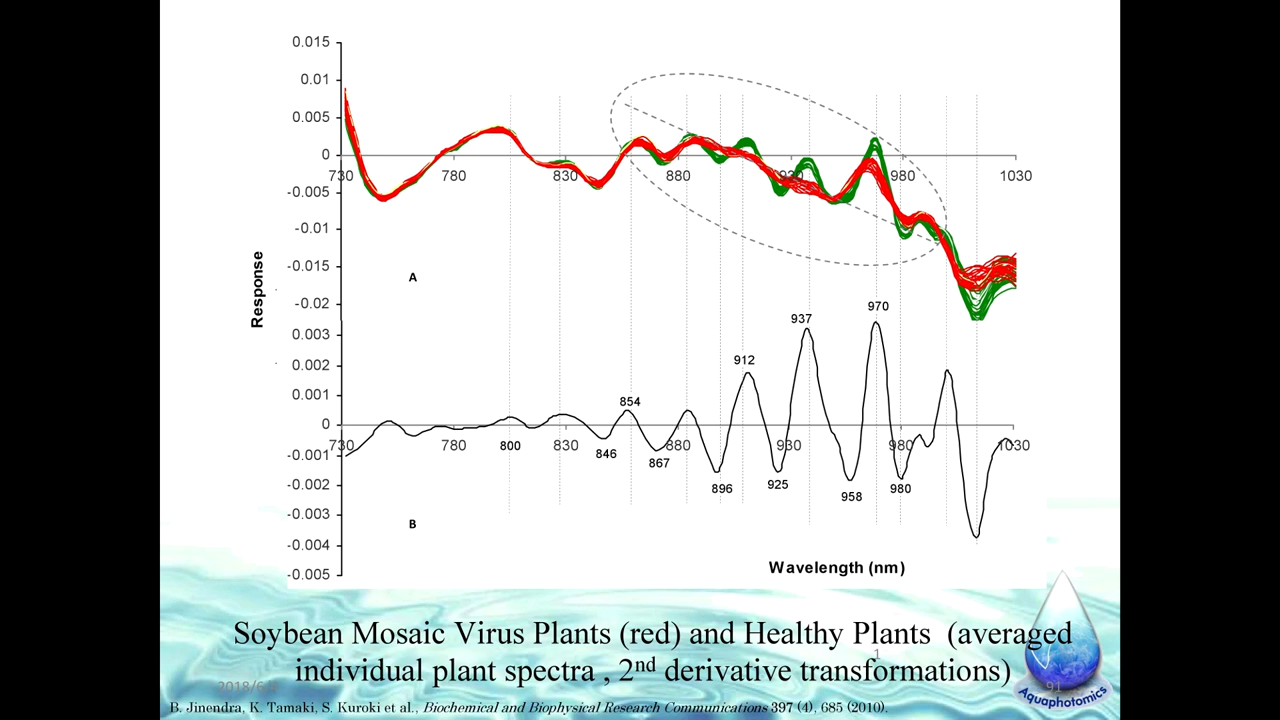 0.015
0.01
0.005
0
730 780 830 880 930 980 1030
-0.005
-0.01
-0.015
-0.02
Response
A
0.003
0.002
0.001
0
-0.001
-0.002
-0.003
-0.004
-0.005
937 970
912
854
730 780 800 830 880 930 980 1030
846 867 896 925 958 980
B
Wavelength (nm)
Soybean Mosaic Virus Plants (red) and Healthy Plants (averaged
individual plant spectra , 2nd derivative transformations)
1
91
Aquaphotomics
B. Jinendra, K. Tamaki, S. Kuroki et al., Biochemical and Biophysical Research Communications 397 (4), 685 (2010).